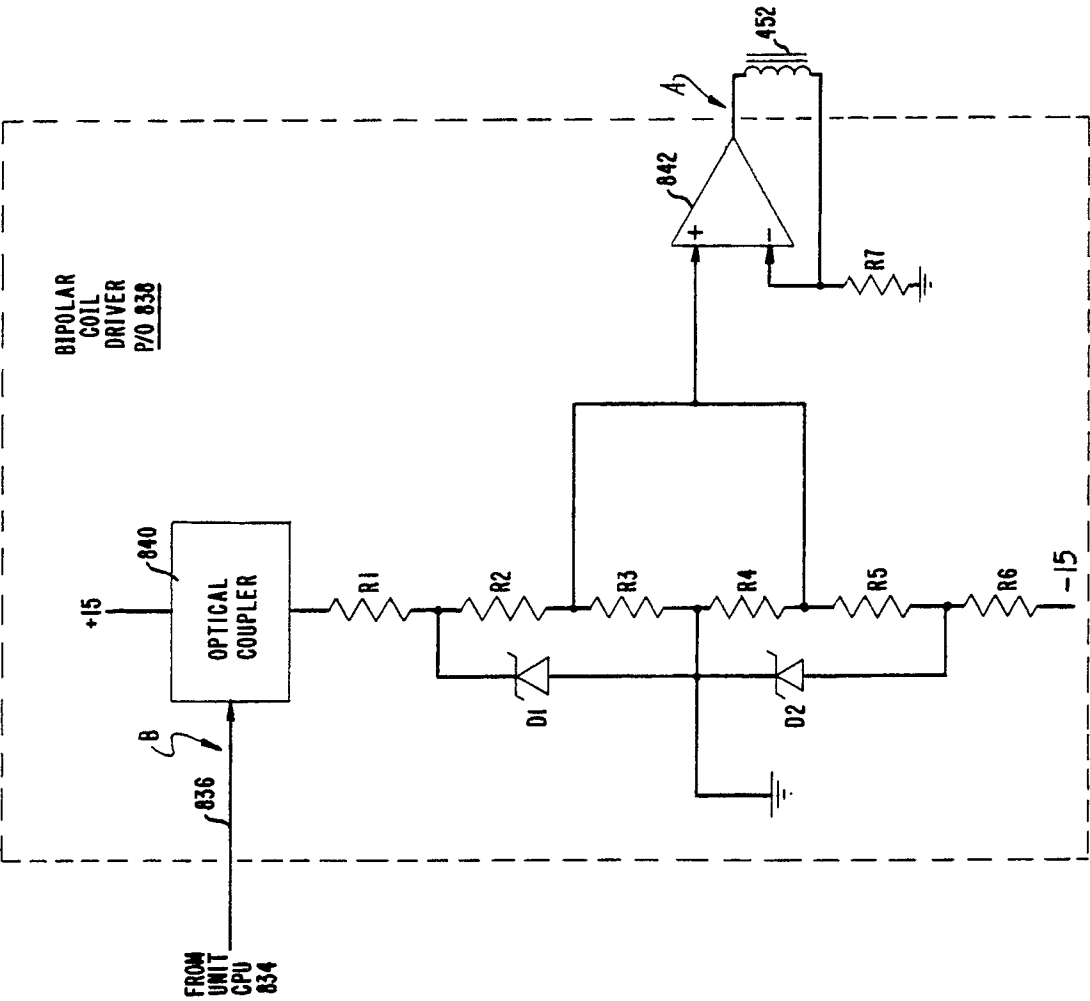 BIPOLAR
COIL
DRIVER
P/O 838
+15
840
OPTICAL
COUPLER
FROM
UNIT
CPU
834
836
B
R1
R2
R3
R4
R5
R6
-15
D1
D2
842
+
-
A
452
R7